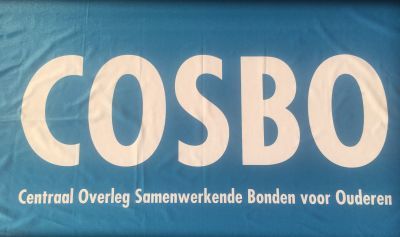 COSBO
Centraal Overleg Samenwerkende Bonden voor Ouderen